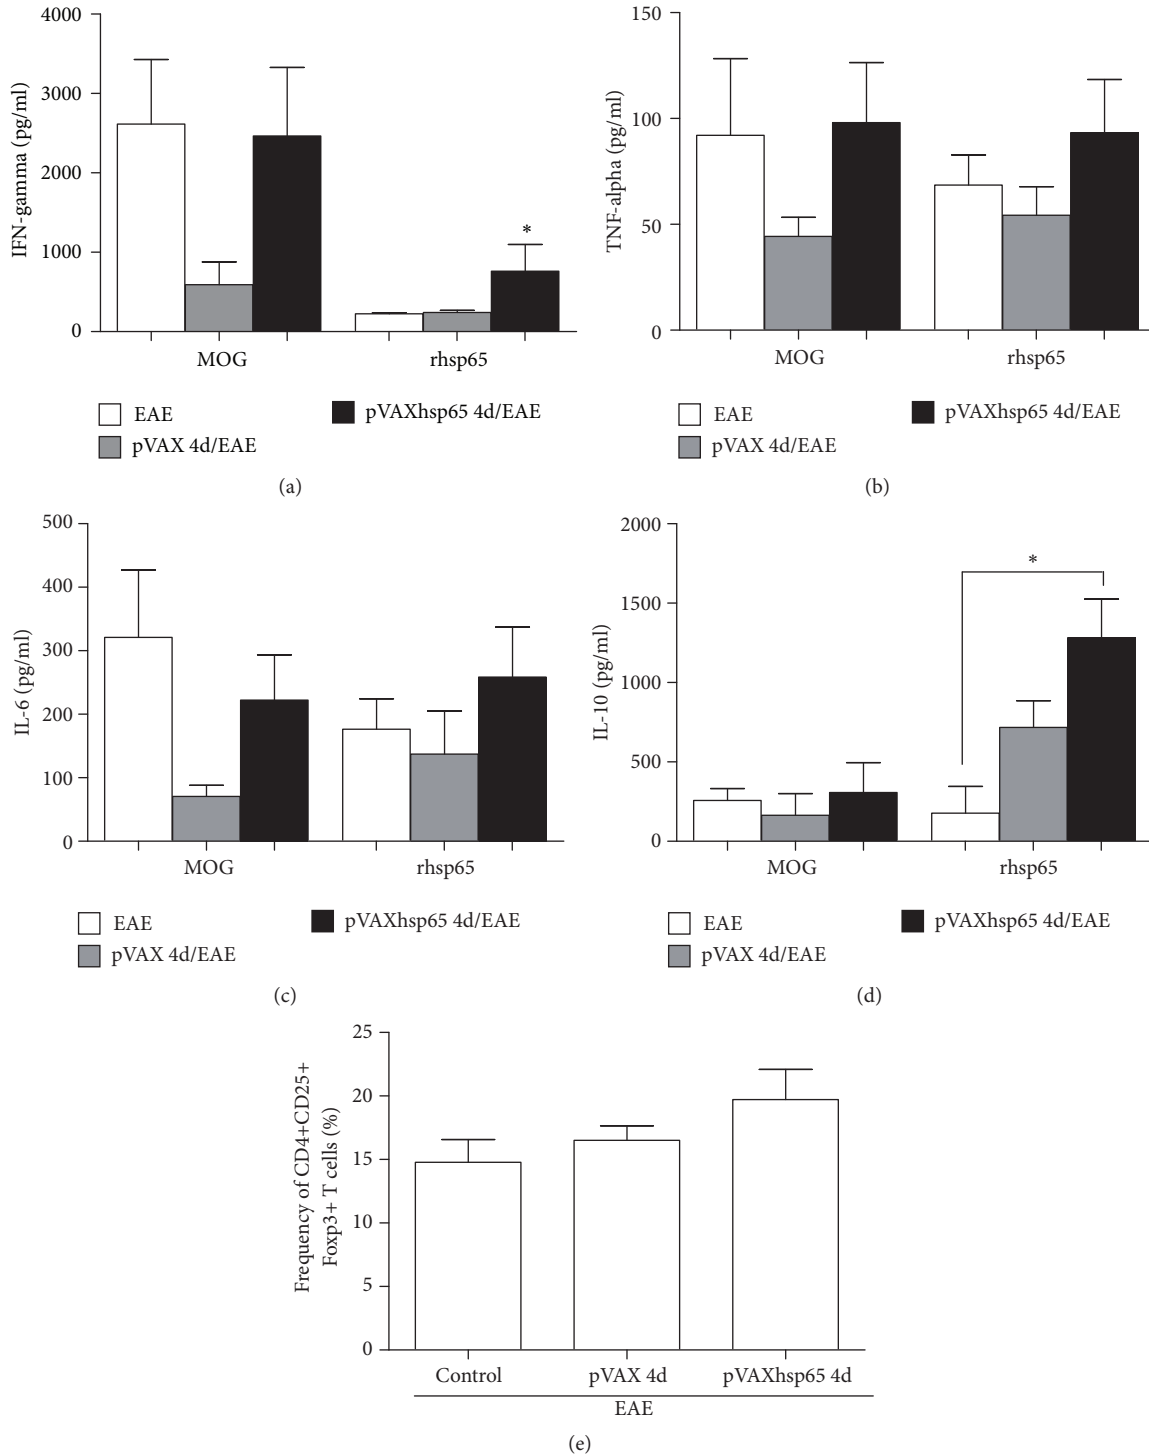 4000
3000
2000
1000
0
IFN-gamma (pg/ml)
*
MOG
rhsp65
EAE
pVAX 4d/EAE
pVAXhsp65 4d/EAE
(a)
150
100
50
0
TNF-alpha (pg/ml)
MOG
rhsp65
EAE
pVAX 4d/EAE
pVAXhsp65 4d/EAE
(b)
500
400
300
200
100
0
IL-6 (pg/ml)
MOG
rhsp65
EAE
pVAX 4d/EAE
pVAXhsp65 4d/EAE
(c)
2000
1500
1000
500
0
IL-10 (pg/ml)
*
MOG
rhsp65
EAE
pVAX 4d/EAE
pVAXhsp65 4d/EAE
(d)
25
20
15
10
5
0
Frequency of CD4+CD25+
Foxp3+ T cells (%)
Control
pVAX 4d
pVAXhsp65 4d
EAE
(e)